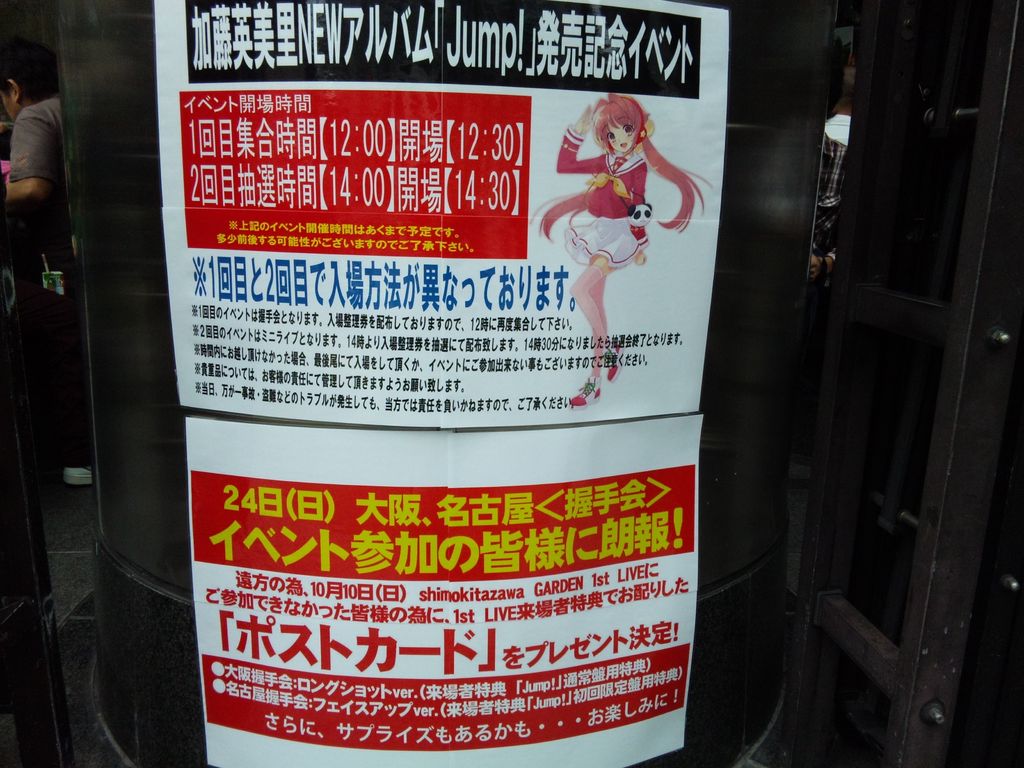 加藤英美里NEWアルバム「Jump!」発売記念イベント
イベント開場時間
1回目集合時間【12:00】開場【12:30】
2回目抽選時間【14:00】開場【14:30】
※上記のイベント開催時間はあくまで予定です。
多少前後する可能性がございますのでご了承下さい。
※1回目と2回目で入場方法が異なっております。
※1回目のイベントは握手会となります。入場整理券を配布しておりますので、12時に再度集合して下さい。
※2回目のイベントはミニライブとなります。14時より入場整理券を抽選にて配布致します。14時30分になりましたら抽選会終了となります。
※時間内にお越し頂けなかった場合、最後尾にて入場をして頂くか、イベントにご参加出来ない事もございますのでご注意ください。
※貴重品については、お客様の責任にて管理して頂きますようお願い致します。
※当日、万が一事故・盗難などのトラブルが発生しても、当方では責任を負いかねますので、ご了承ください
24日(日) 大阪、名古屋<握手会>
イベント参加の皆様に朗報!
遠方の為、10月10日(日) shimokitazawa GARDEN 1st LIVEに
ご参加できなかった皆様の為に、1st LIVE来場者特典でお配りした
「ポストカード」をプレゼント決定!
●大阪握手会:ロングショットver.(来場者特典「Jump!」通常盤用特典)
●名古屋握手会:フェイスアップver.(来場者特典「Jump!」初回限定盤用特典)
さらに、サプライズもあるかも・・・お楽しみに!